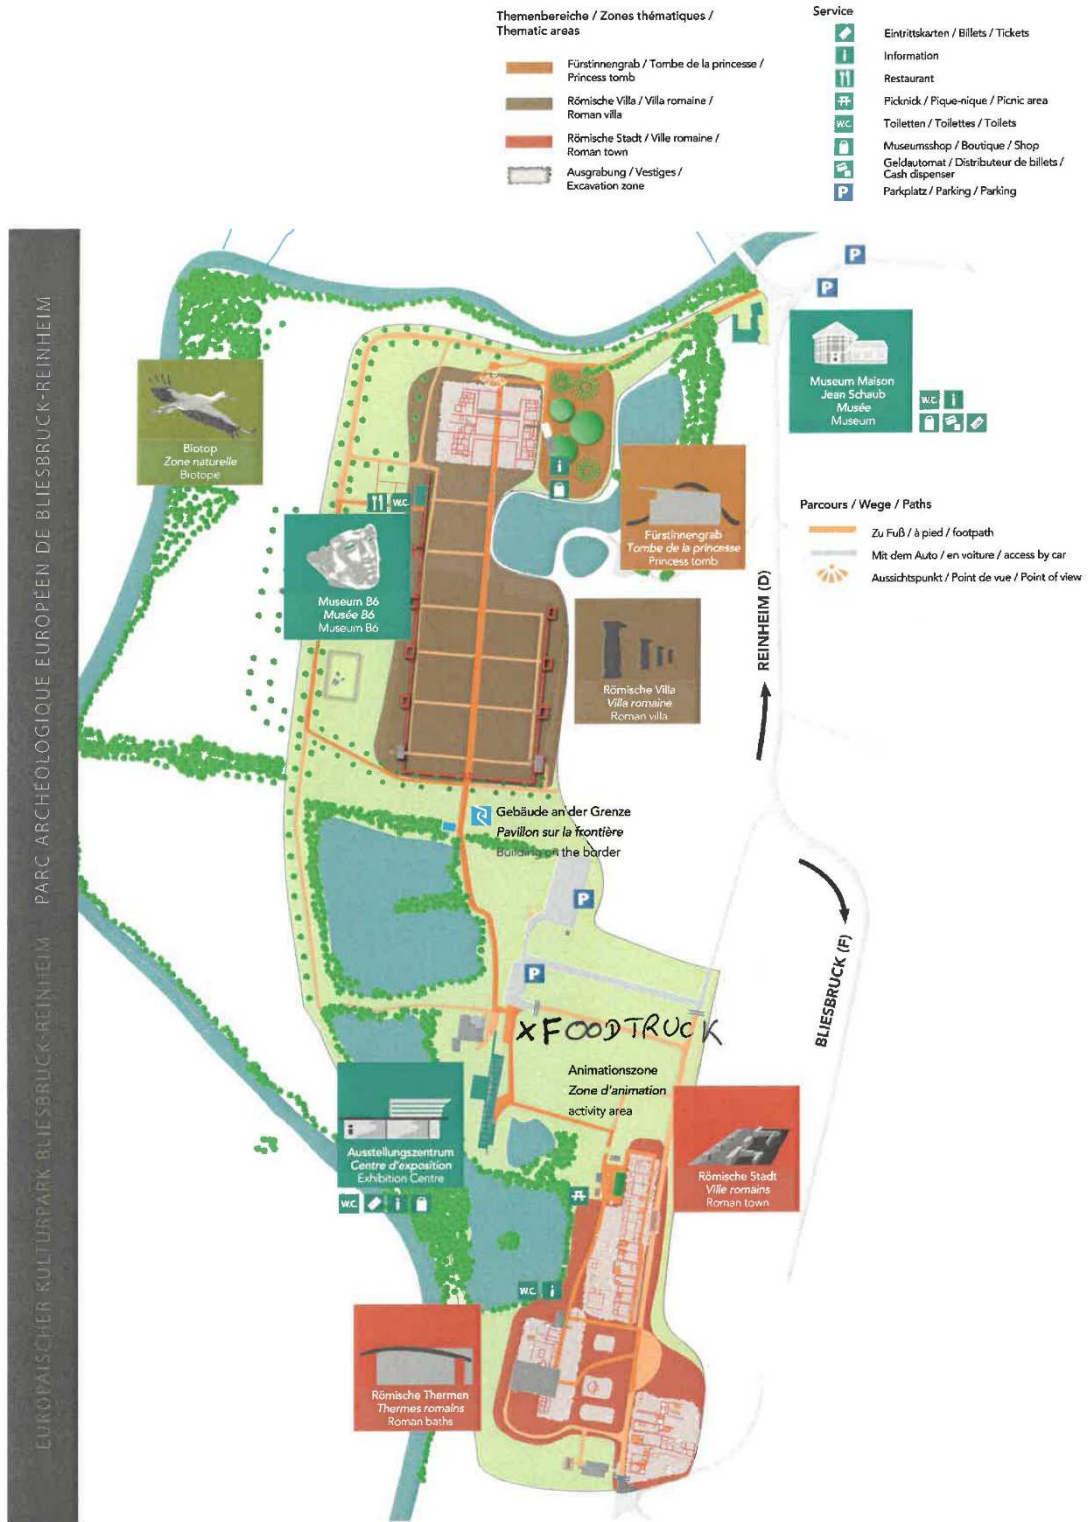 Themenbereiche / Zones thématiques /
Thematic areas
Fürstinnengrab / Tombe de la princesse /
Princess tomb
Römische Villa / Villa romaine /
Roman villa
Römische Stadt / Ville romaine /
Roman town
Ausgrabung / Vestiges /
Excavation zone
Service
Eintrittskarten / Billets / Tickets
i Information
Restaurant
Picknick / Pique-nique / Picnic area
W.C. Toiletten / Toilettes / Toilets
Museumsshop / Boutique / Shop
Geldautomat / Distributeur de billets /
Cash dispenser
P Parkplatz / Parking / Parking
EUROPÄISCHER KULTURPARK BLIESBRUCK-REINHEIM PARC ARCHÉOLOGIQUE EUROPÉEN DE BLIESBRUCK-REINHEIM
P
P
Museum Maison
Jean Schaub
Musée
Museum
W.C. i
Biotop
Zone naturelle
Biotope
i
W.C.
Fürstinnengrab
Tombe de la princesse
Princess tomb
Parcours / Wege / Paths
Zu Fuß / à pied / footpath
Mit dem Auto / en voiture / access by car
Aussichtspunkt / Point de vue / Point of view
Museum B6
Musée B6
Museum B6
REINHEIM (D)
Römische Villa
Villa romaine
Roman villa
Gebäude an der Grenze
Pavillon sur la frontière
Building on the border
P
BLIESBRUCK (F)
P
X FOODTRUCK
Animationszone
Zone d'animation
activity area
Ausstellungszentrum
Centre d'exposition
Exhibition Centre
W.C. i
Römische Stadt
Ville romains
Roman town
W.C. i
Römische Thermen
Thermes romains
Roman baths